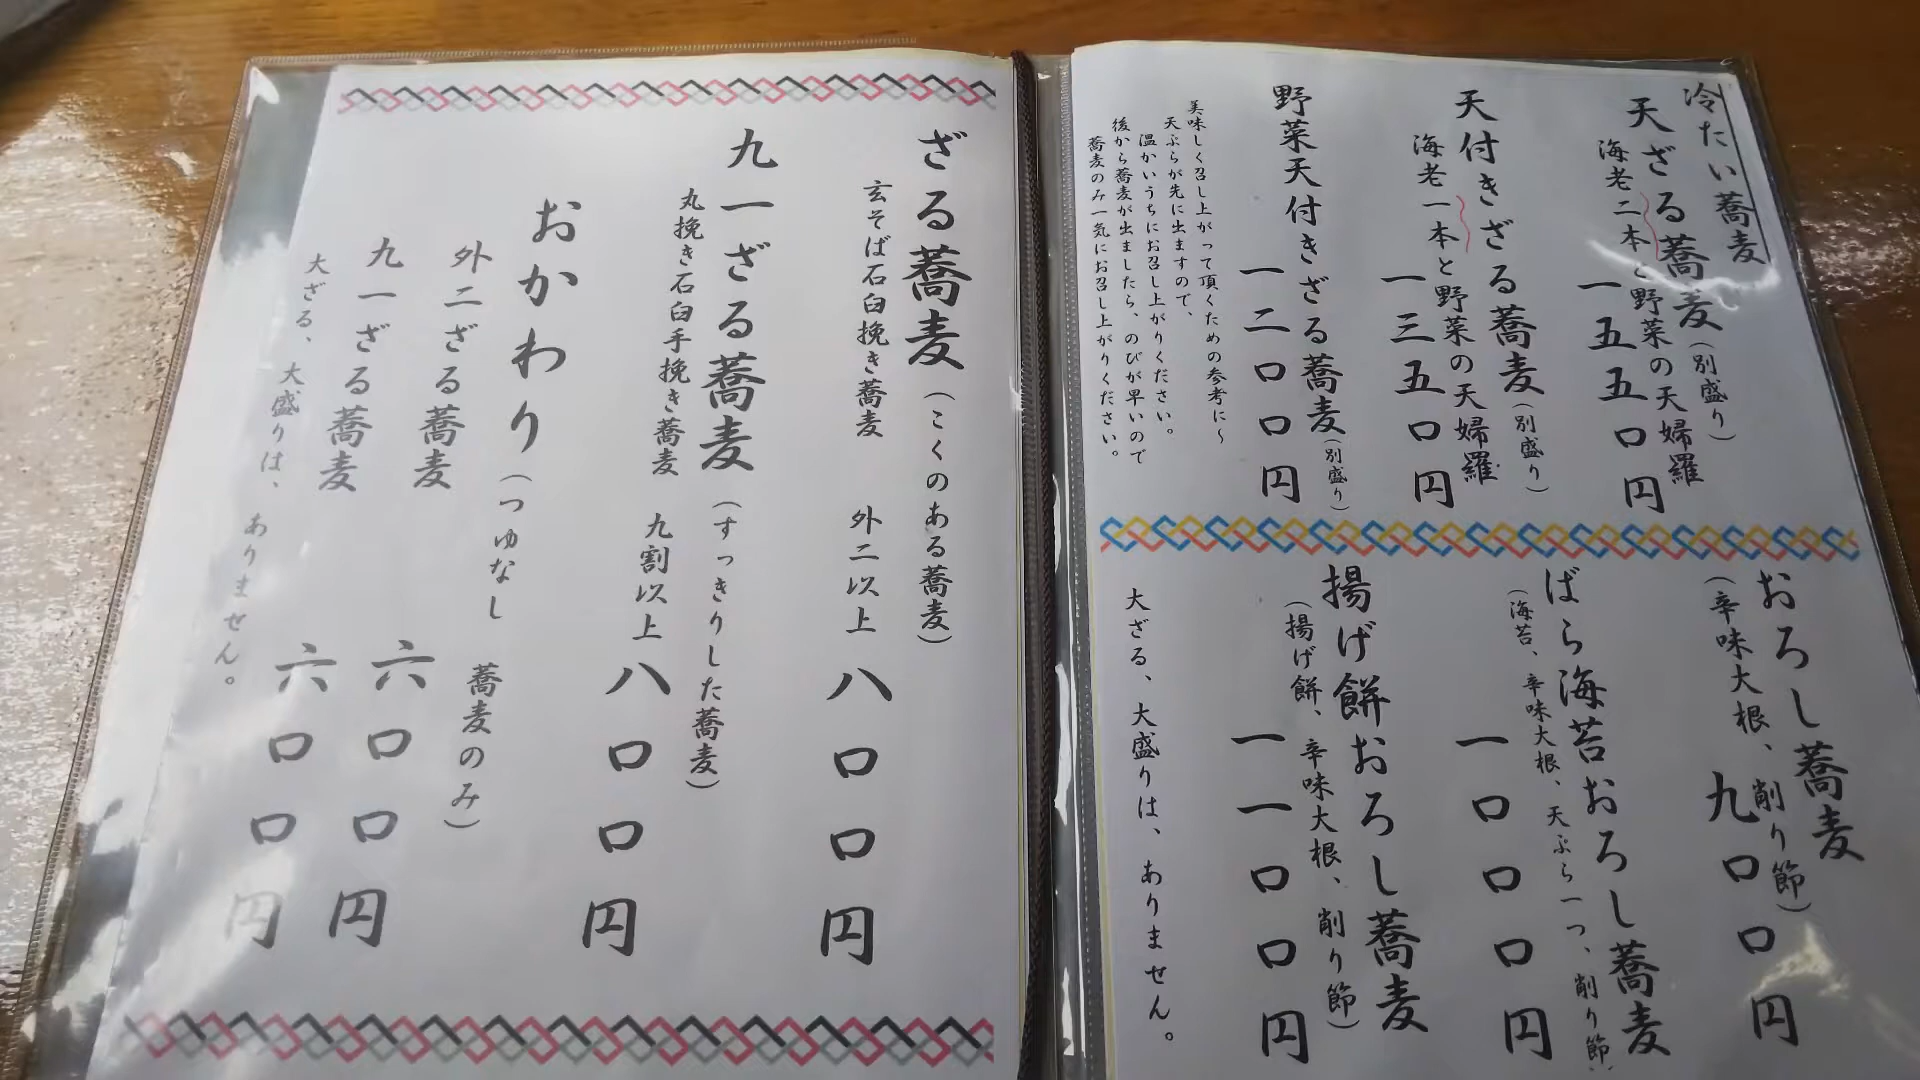 冷たい蕎麦
天ざる蕎麦(別盛り)
海老二本と野菜の天婦羅
一五五〇円
天付きざる蕎麦(別盛り)
海老一本と野菜の天婦羅
一三五〇円
野菜天付きざる蕎麦(別盛り)
一二〇〇円
美味しく召し上がって頂くための参考に~
天ぷらが先に出ますので、
温かいうちにお召し上がりください。
後から蕎麦が出ましたら、のびが早いので
蕎麦のみ一気にお召し上がりください。
おろし蕎麦
(辛味大根、削り節)
九〇〇円
ばら海苔おろし蕎麦
(海苔、辛味大根、天ぷら一つ、削り節
一〇〇〇円
揚げ餅おろし蕎麦
(揚げ餅、辛味大根、削り節)
一一〇〇円
大ざる、大盛りは、ありません。
ざる蕎麦(こくのある蕎麦)
玄そば石臼挽き蕎麦 外二以上 八〇〇円
九一ざる蕎麦(すっきりした蕎麦)
丸挽き石臼手挽き蕎麦 九割以上 八〇〇円
おかわり(つゆなし 蕎麦のみ)
外二ざる蕎麦 六〇〇円
九一ざる蕎麦 六〇〇円
大ざる、大盛りは、ありません。